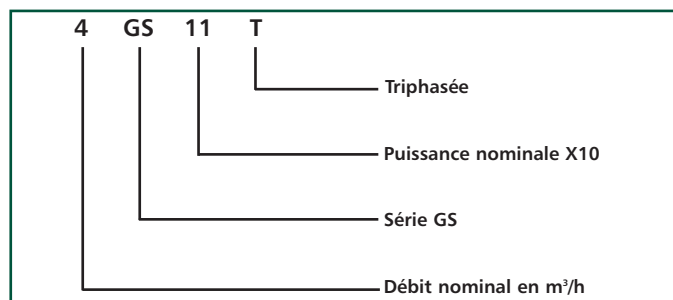 4 GS 11 T
Triphasée
Puissance nominale X10
Série GS
Débit nominal en m³/h